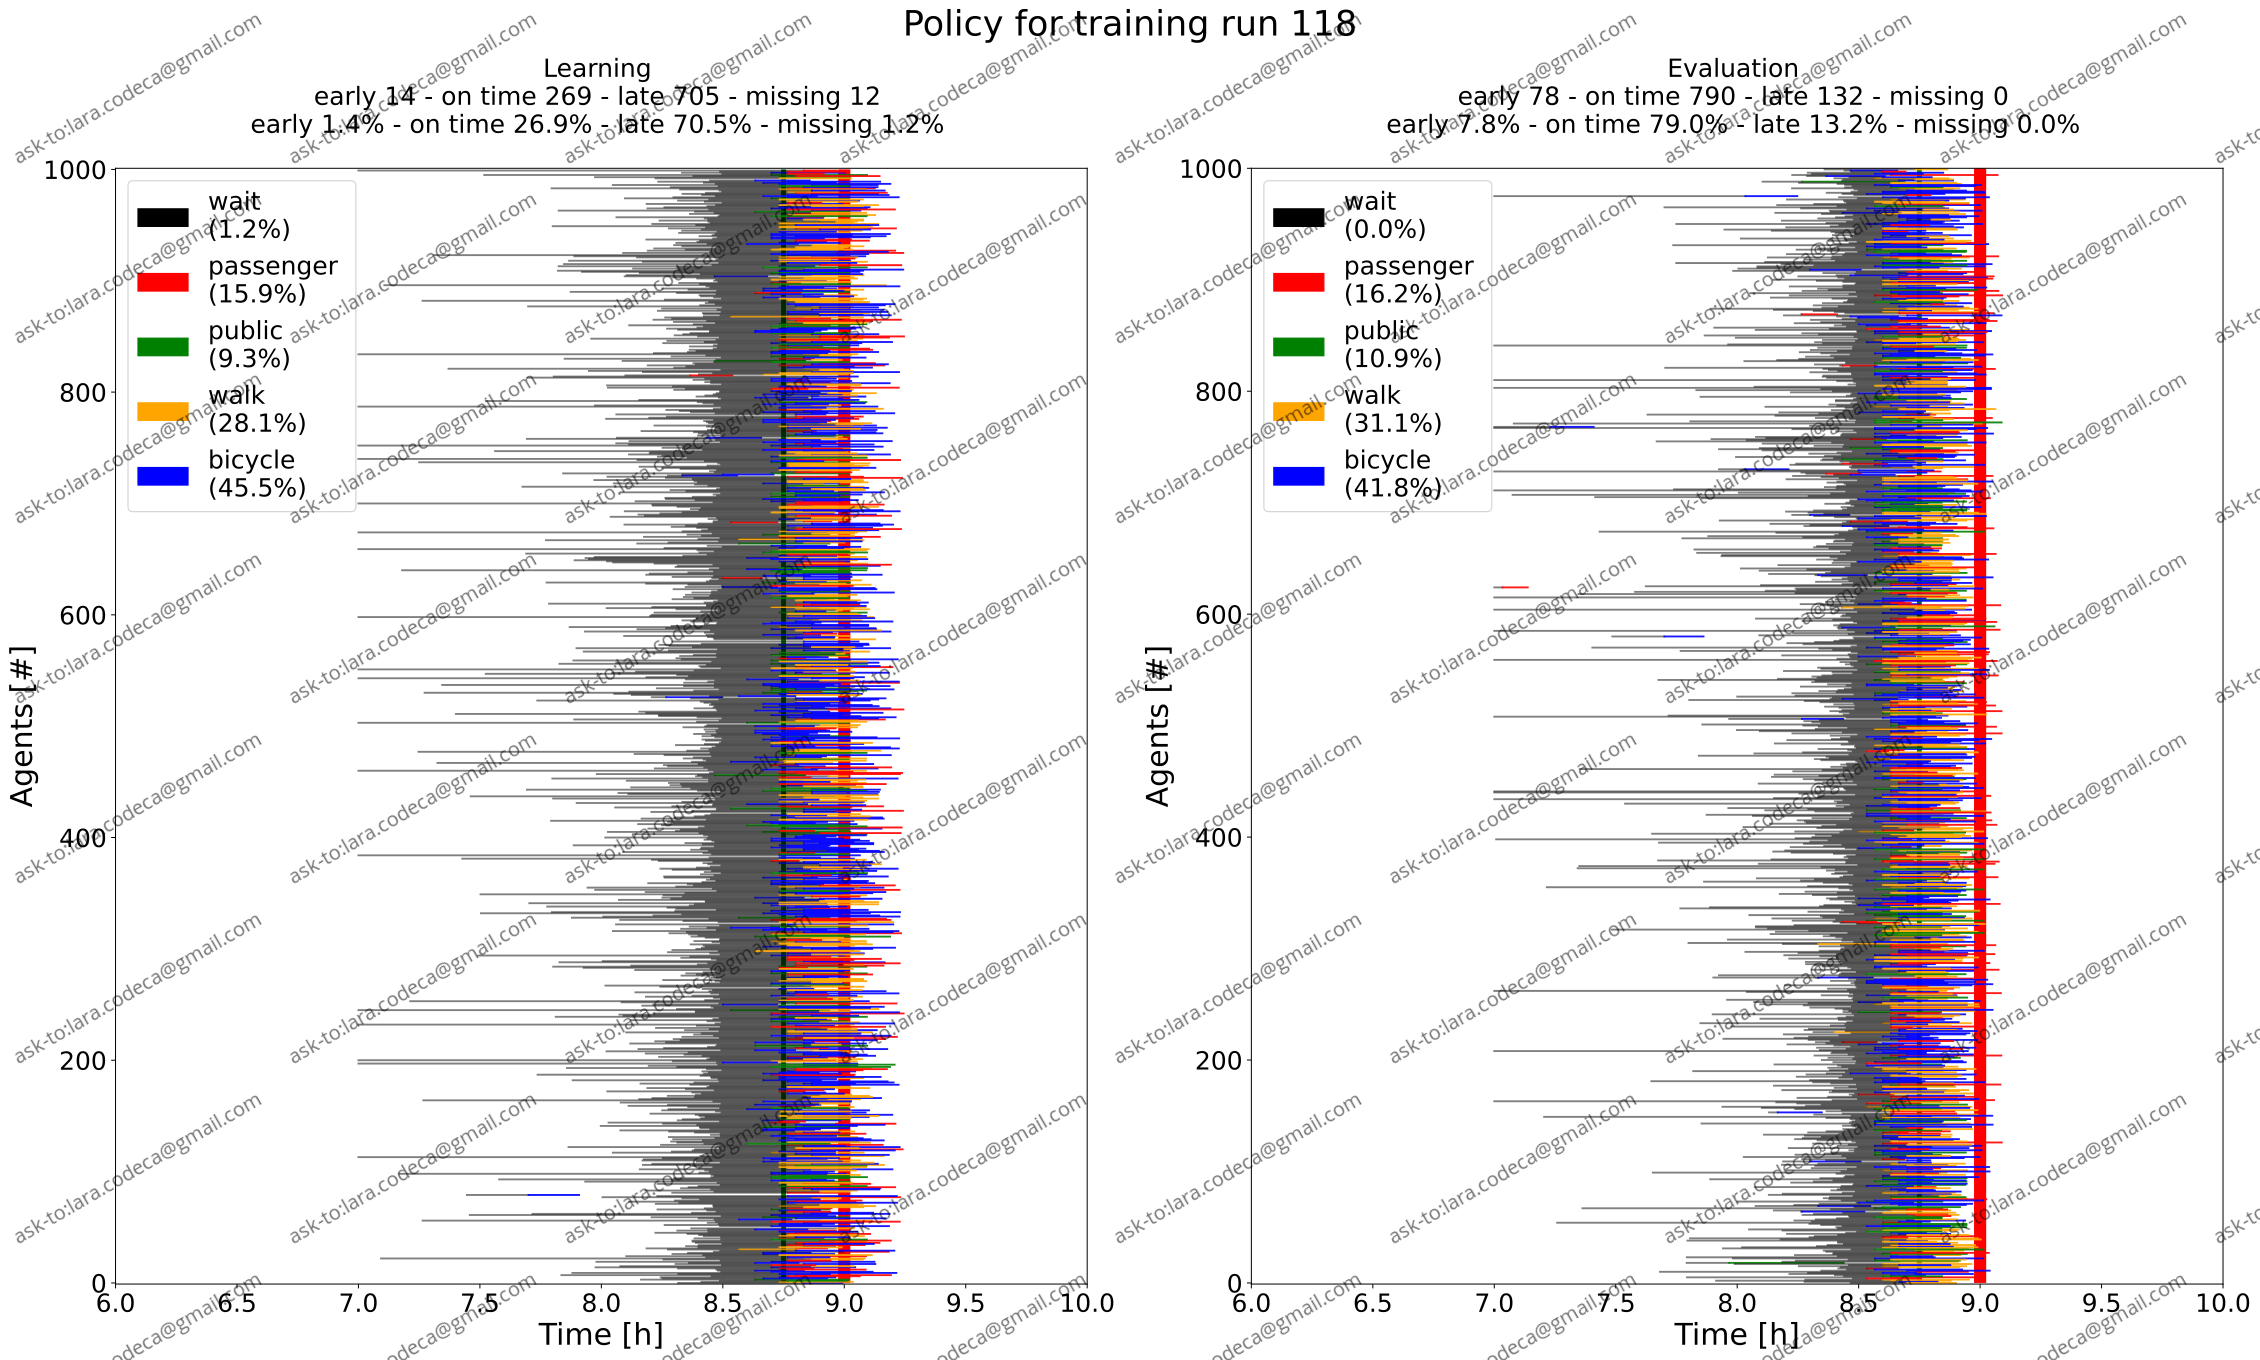 Policy for training run 118
Learning
early 14 - on time 269 - late 705 - missing 12
early 1.4% - on time 26.9% - late 70.5% - missing 1.2%
1000
800
600
400
200
0
Agents [#]
wait
(1.2%)
passenger
(15.9%)
public
(9.3%)
walk
(28.1%)
bicycle
(45.5%)
6.0 6.5 7.0 7.5 8.0 8.5 9.0 9.5 10.0
Time [h]
Evaluation
early 78 - on time 790 - late 132 - missing 0
early 7.8% - on time 79.0% - late 13.2% - missing 0.0%
1000
800
600
400
200
0
Agents [#]
wait
(0.0%)
passenger
(16.2%)
public
(10.9%)
walk
(31.1%)
bicycle
(41.8%)
6.0 6.5 7.0 7.5 8.0 8.5 9.0 9.5 10.0
Time [h]
ask-to:lara.codeca@gmail.com